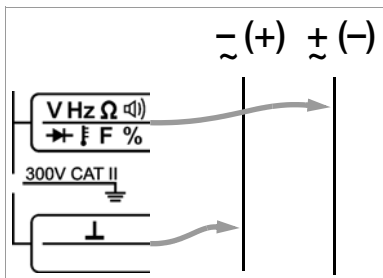 − (+) + (−)
~ ~
V Hz Ω
F %
300V CAT II